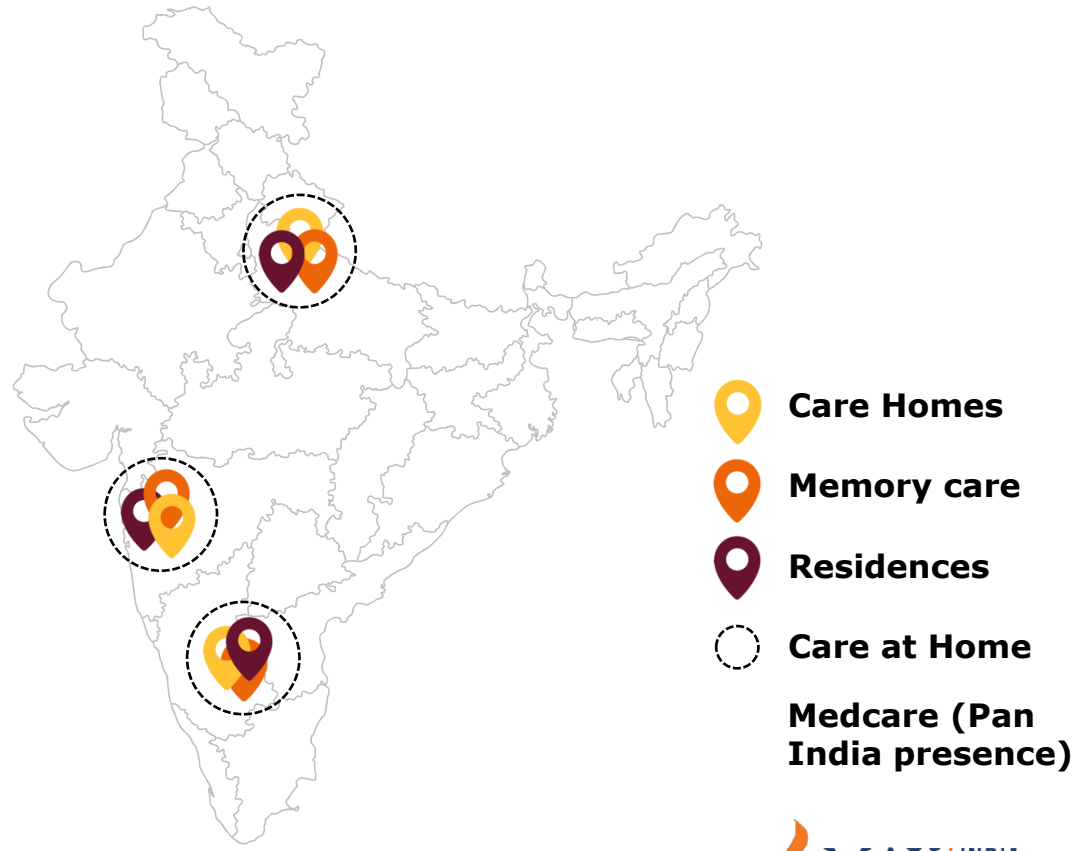 Care Homes
Memory care
Residences
Care at Home
Medcare (Pan
India presence)